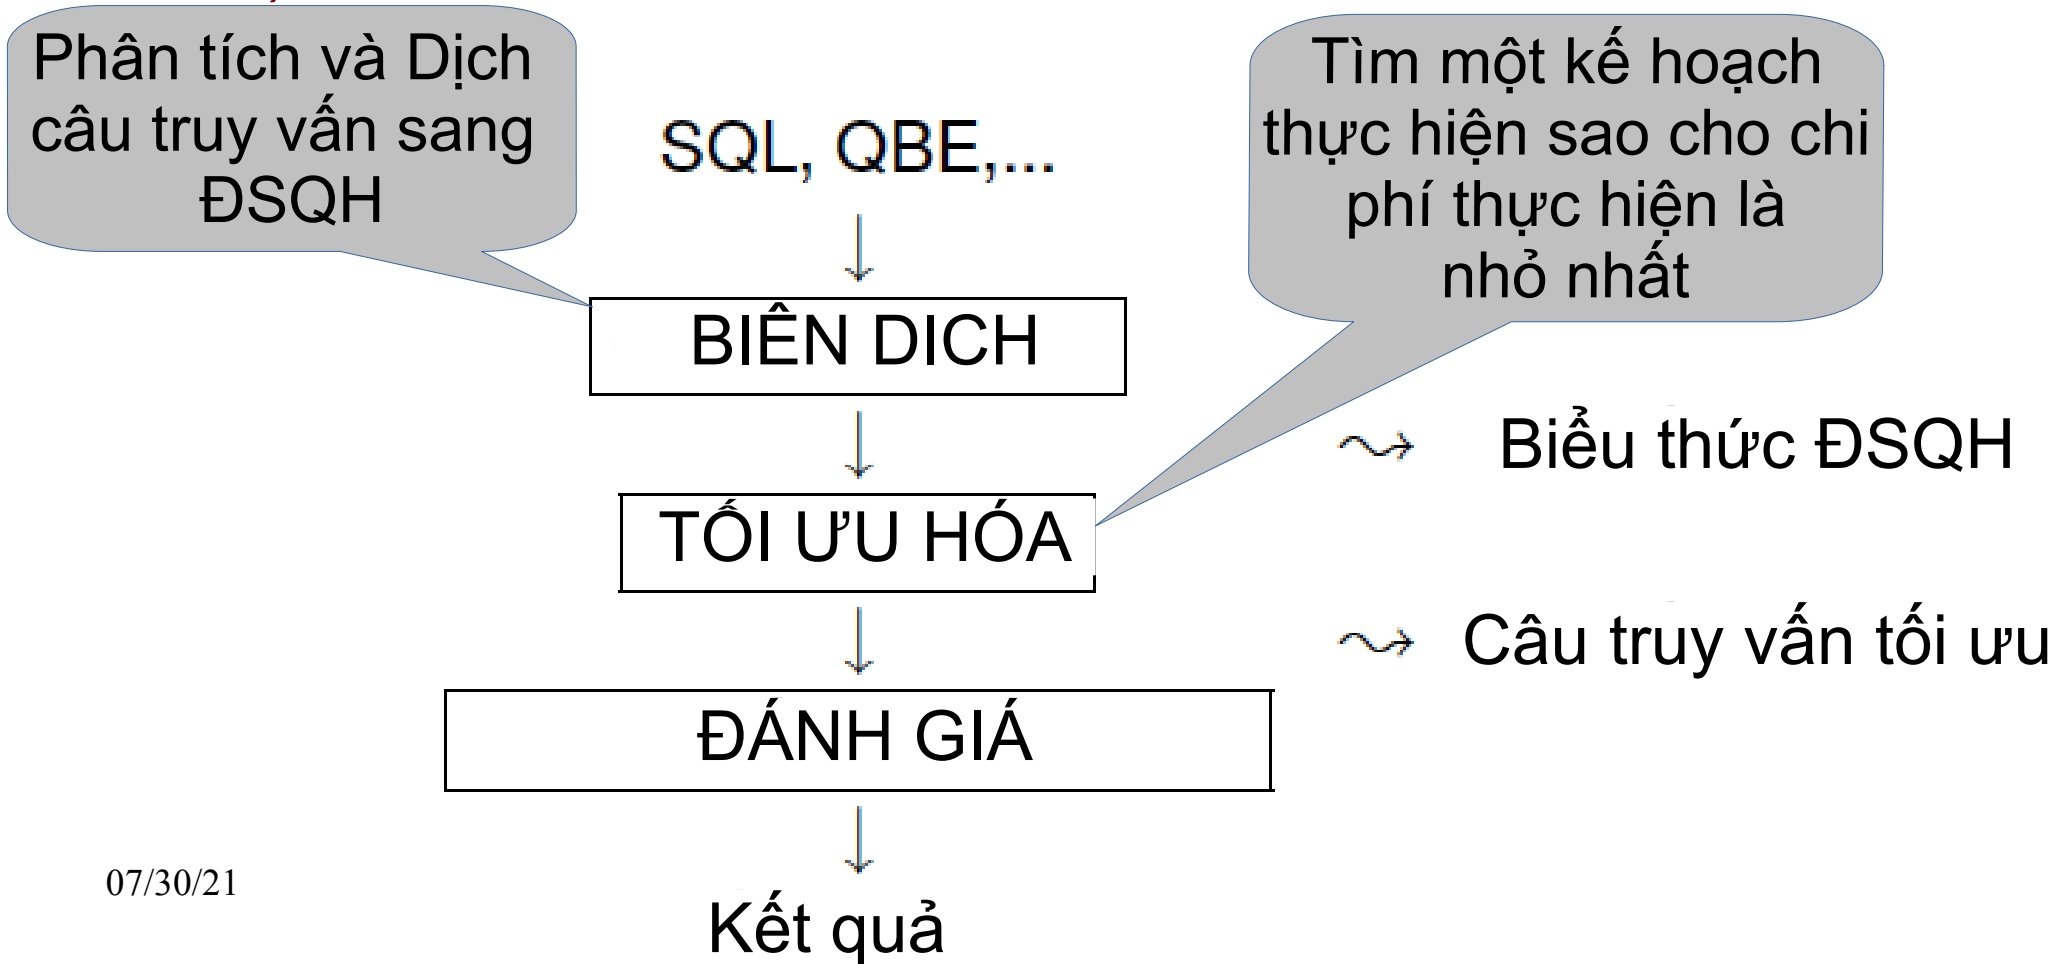 Phân tích và Dịch
câu truy vấn sang
ĐSQH
Tìm một kế hoạch
thực hiện sao cho chi
phí thực hiện là
nhỏ nhất
SQL, QBE,...
BIÊN DICH
Biểu thức ĐSQH
TỐI ƯU HÓA
Câu truy vấn tối ưu
ĐÁNH GIÁ
07/30/21
Kết quả